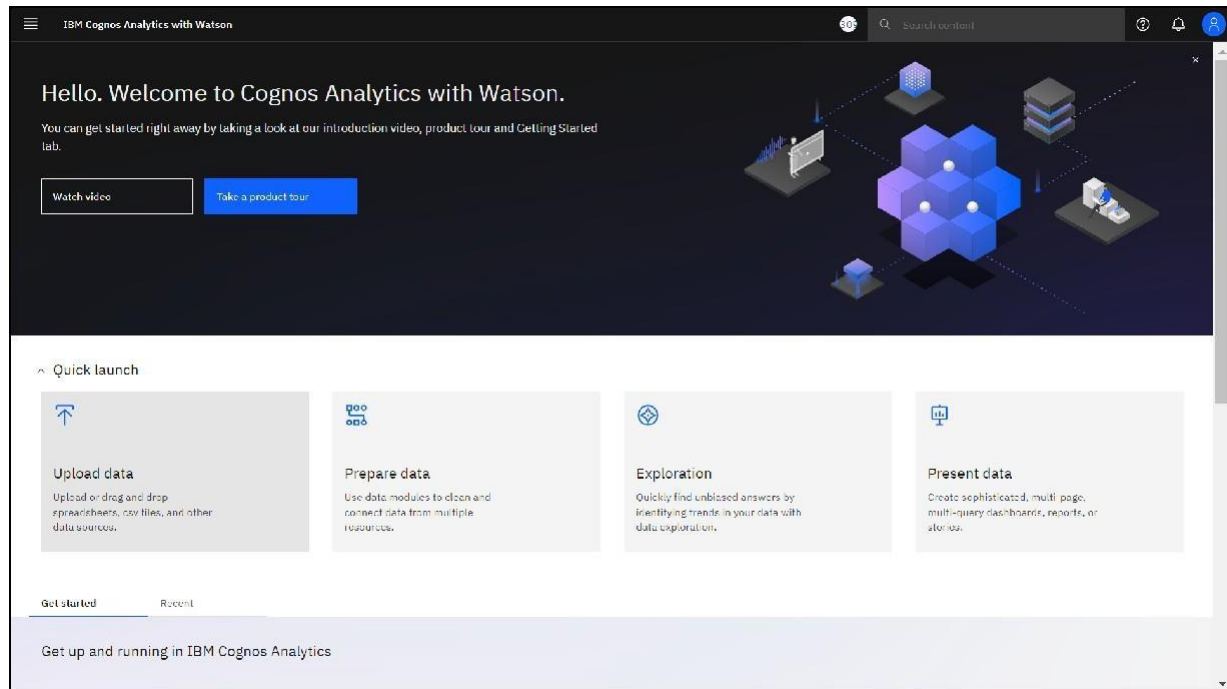 IBM Cognos Analytics with Watson
Search content
Hello. Welcome to Cognos Analytics with Watson.
You can get started right away by taking a look at our introduction video, product tour and Getting Started
tab.
Watch video
Take a product tour
Quick launch
Upload data
Upload or drag and drop
spreadsheets, csv files, and other
data sources.
Prepare data
Use data modules to clean and
connect data from multiple
resources.
Exploration
Quickly find unbiased answers by
identifying trends in your data with
data exploration.
Present data
Create sophisticated, multi-page,
multi-query dashboards, reports, or
stories.
Get started
Recent
Get up and running in IBM Cognos Analytics